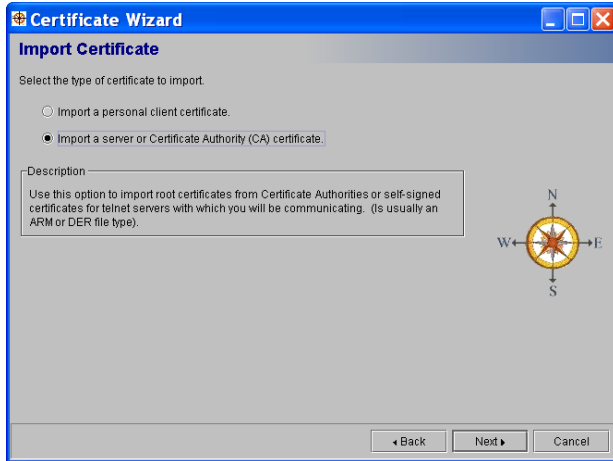 Certificate Wizard
Import Certificate
Select the type of certificate to import.
Import a personal client certificate.
Import a server or Certificate Authority (CA) certificate.
Description
Use this option to import root certificates from Certificate Authorities or self-signed
certificates for telnet servers with which you will be communicating. (Is usually an
ARM or DER file type).
N
W E
S
Back Next Cancel